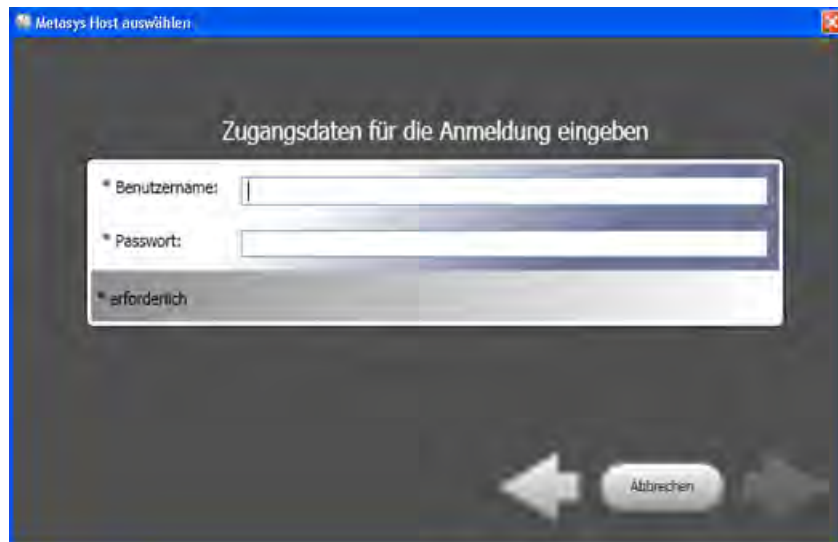 Metasys Host auswählen
Zugangsdaten für die Anmeldung eingeben
* Benutzername:
* Passwort:
* erforderlich
Abbrechen